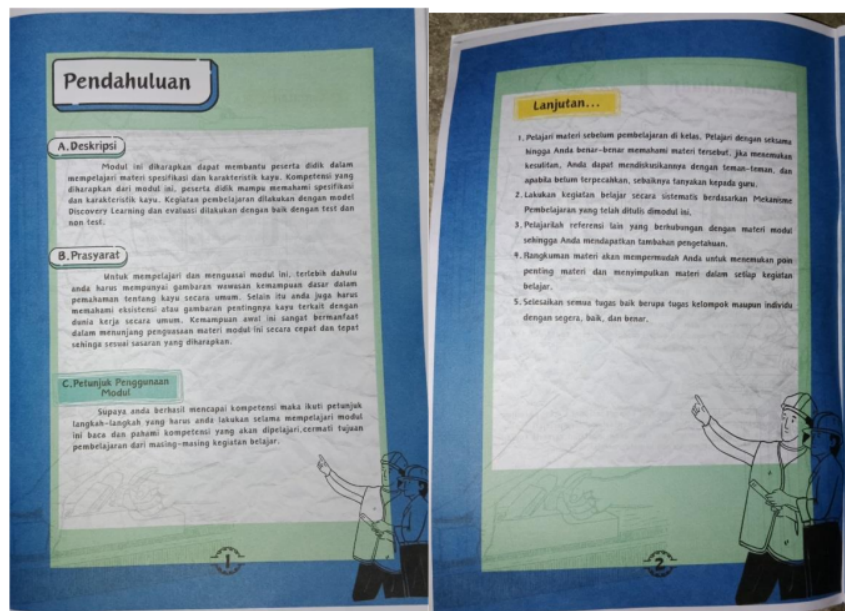 Pendahuluan
A.Deskripsi
Modul ini diharapkan dapat membantu peserta didik dalam
mempelajari materi spesifikasi dan karakteristik kayu. Kompetensi yang
diharapkan dari modul ini, peserta didik mampu memahami spesifikasi
dan karakteristik kayu. Kegiatan pembelajaran dilakukan dengan model
Discovery Learning dan evaluasi dilakukan dengan baik dengan test dan
non test.
B.Prasyarat
Untuk mempelajari dan menguasai modul ini, terlebih dahulu
anda harus mempunyai gambaran wawasan kemampuan dasar dalam
pemahaman tentang kayu secara umum. Selain itu anda juga harus
memahami eksistensi atau gambaran pentingnya kayu terkait dengan
dunia kerja secara umum. Kemampuan awal ini sangat bermanfaat
dalam menunjang penguasaan materi modul ini secara cepat dan tepat
sehinga sesuai sasaran yang diharapkan.
C.Petunjuk Penggunaan
Modul
Supaya anda berhasil mencapai kompetensi maka ikuti petunjuk
langkah-langkah yang harus anda lakukan selama mempelajari modul
ini baca dan pahami kompetensi yang akan dipelajari,cermati tujuan
pembelajaran dari masing-masing kegiatan belajar.
1
Lanjutan...
1. Pelajari materi sebelum pembelajaran di kelas. Pelajari dengan seksama
hingga Anda benar-benar memahami materi tersebut, jika menemukan
kesulitan, Anda dapat mendiskusikannya dengan teman-teman, dan
apabila belum terpecahkan, sebaiknya tanyakan kepada guru.
2. Lakukan kegiatan belajar secara sistematis berdasarkan Mekanisme
Pembelajaran yang telah ditulis dimodul ini.
3. Pelajarilah referensi lain yang berhubungan dengan materi modul
sehingga Anda mendapatkan tambahan pengetahuan.
4. Rangkuman materi akan mempermudah Anda untuk menemukan poin
penting materi dan menyimpulkan materi dalam setiap kegiatan
belajar.
5. Selesaikan semua tugas baik berupa tugas kelompok maupun individu
dengan segera, baik, dan benar.
2